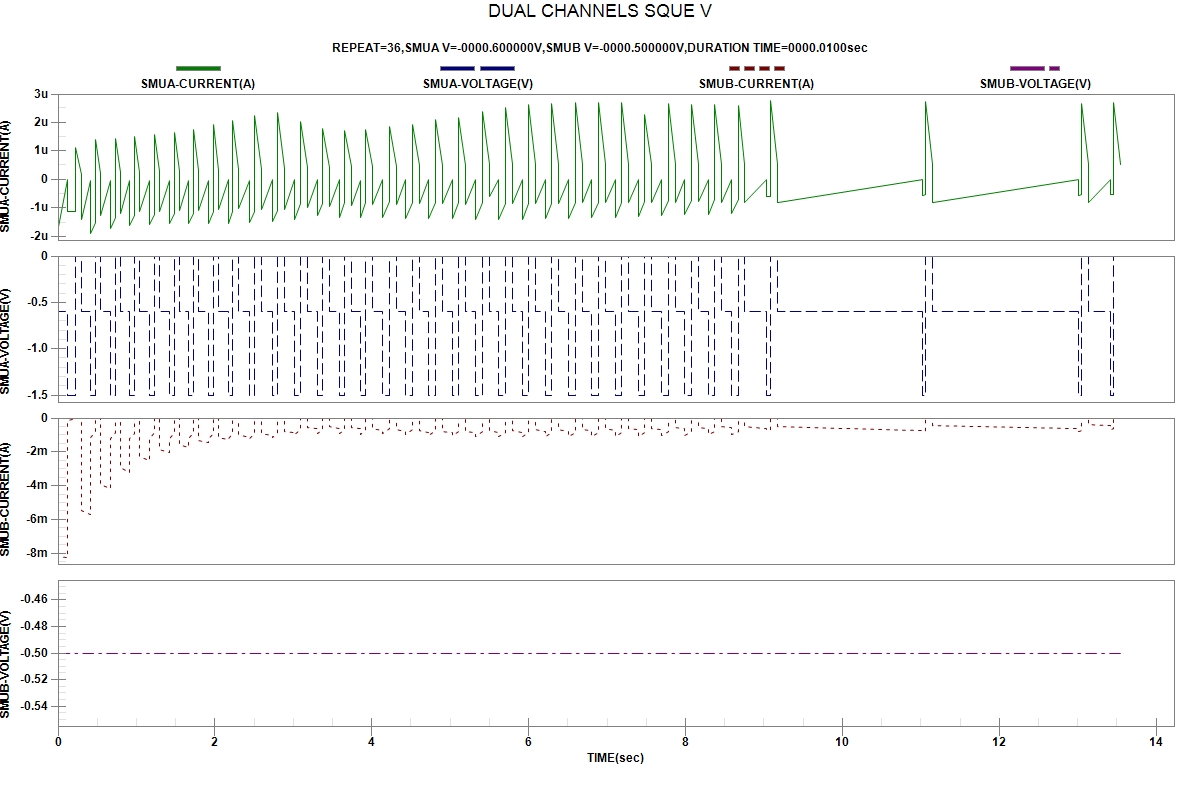 DUAL CHANNELS SQUE V
REPEAT=36,SMUA V=-0000.600000V,SMUB V=-0000.500000V,DURATION TIME=0000.0100sec
SMUA-CURRENT(A) SMUA-VOLTAGE(V) SMUB-CURRENT(A) SMUB-VOLTAGE(V)
SMUA-CURRENT(A)
3u
2u
1u
0
-1u
-2u
SMUA-VOLTAGE(V)
0
-0.5
-1.0
-1.5
SMUB-CURRENT(A)
0
-2m
-4m
-6m
-8m
SMUB-VOLTAGE(V)
-0.46
-0.48
-0.50
-0.52
-0.54
0 2 4 6 8 10 12 14
TIME(sec)